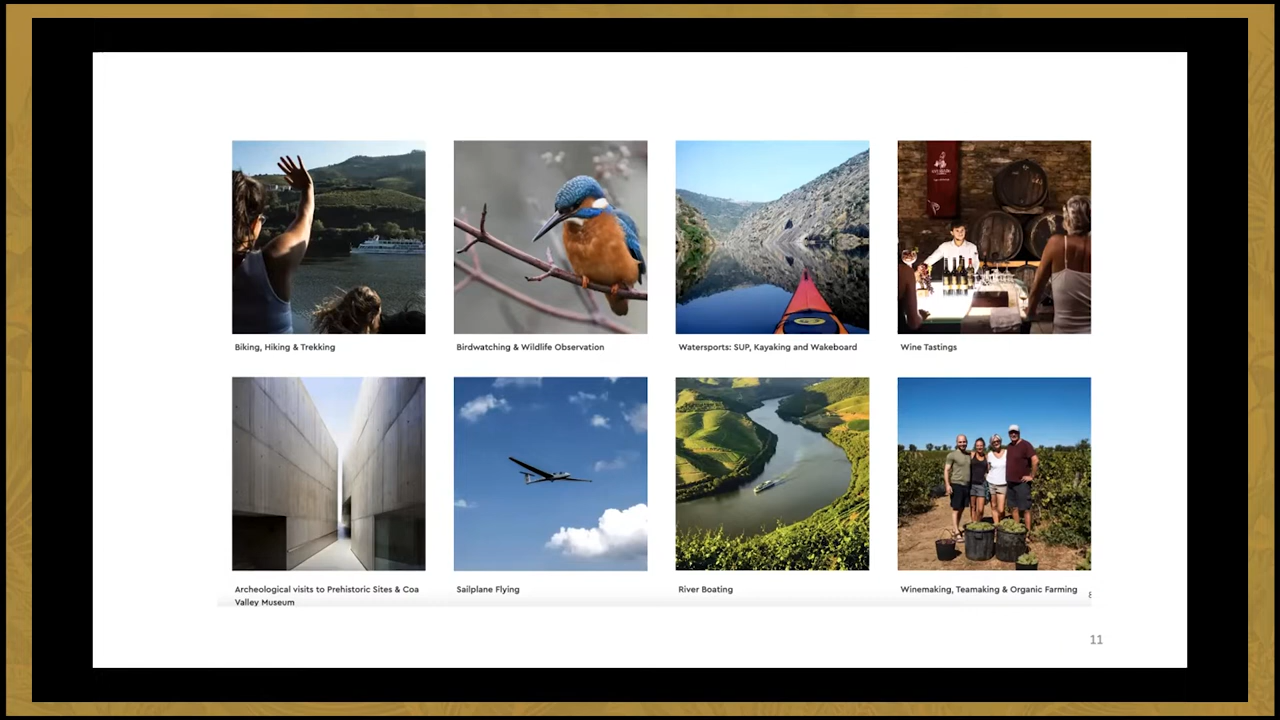 Biking, Hiking & Trekking
Birdwatching & Wildlife Observation
Watersports: SUP, Kayaking and Wakeboard
Wine Tastings
Archeological visits to Prehistoric Sites & Coa
Valley Museum
Sailplane Flying
River Boating
Winemaking, Teamaking & Organic Farming
11